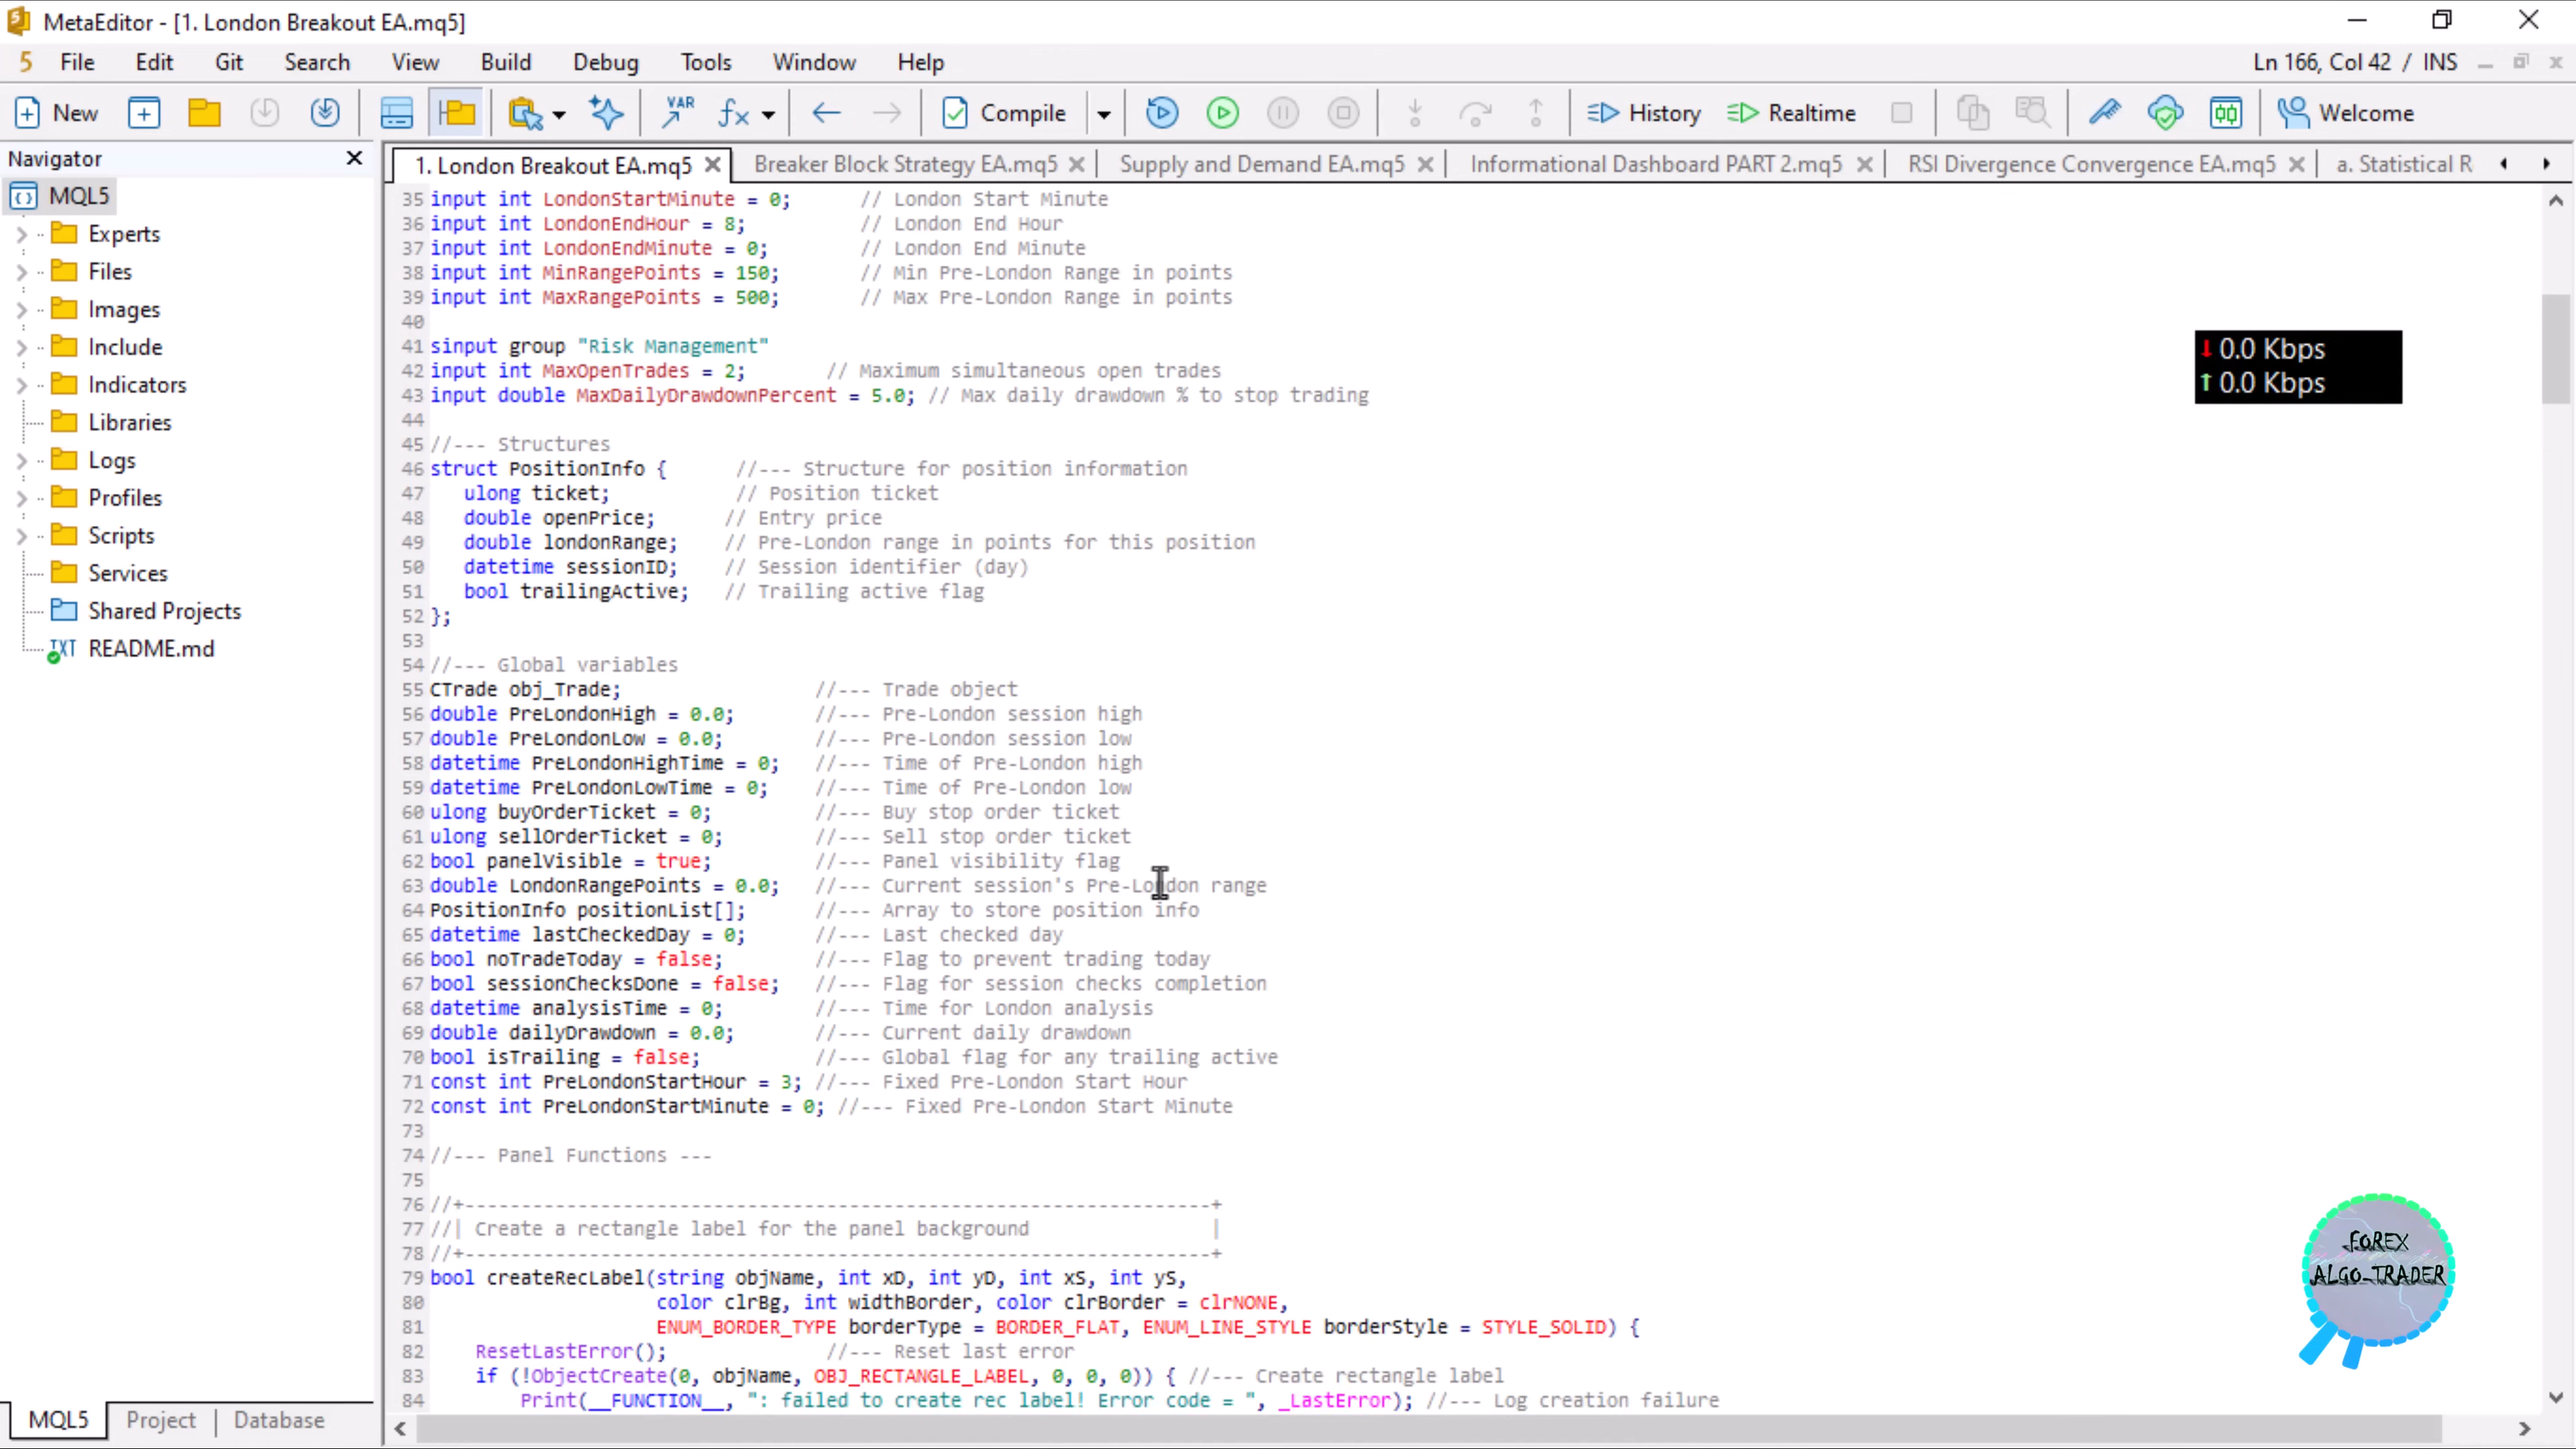 MetaEditor - [1. London Breakout EA.mq5]
5 File Edit Git Search View Build Debug Tools Window Help Ln 166, Col 42 / INS
New VAR fx Compile History Realtime Welcome
Navigator
1. London Breakout EA.mq5 Breaker Block Strategy EA.mq5 Supply and Demand EA.mq5 Informational Dashboard PART 2.mq5 RSI Divergence Convergence EA.mq5 a. Statistical R
MQL5
Experts
Files
Images
Include
Indicators
Libraries
Logs
Profiles
Scripts
Services
Shared Projects
TXT README.md
35 input int LondonStartMinute = 0; // London Start Minute
36 input int LondonEndHour = 8; // London End Hour
37 input int LondonEndMinute = 0; // London End Minute
38 input int MinRangePoints = 150; // Min Pre-London Range in points
39 input int MaxRangePoints = 500; // Max Pre-London Range in points
40
41 sinput group "Risk Management"
42 input int MaxOpenTrades = 2; // Maximum simultaneous open trades
43 input double MaxDailyDrawdownPercent = 5.0; // Max daily drawdown % to stop trading
44
45 //--- Structures
46 struct PositionInfo { //--- Structure for position information
47 ulong ticket; // Position ticket
48 double openPrice; // Entry price
49 double londonRange; // Pre-London range in points for this position
50 datetime sessionID; // Session identifier (day)
51 bool trailingActive; // Trailing active flag
52 };
53
54 //--- Global variables
55 CTrade obj_Trade; //--- Trade object
56 double PreLondonHigh = 0.0; //--- Pre-London session high
57 double PreLondonLow = 0.0; //--- Pre-London session low
58 datetime PreLondonHighTime = 0; //--- Time of Pre-London high
59 datetime PreLondonLowTime = 0; //--- Time of Pre-London low
60 ulong buyOrderTicket = 0; //--- Buy stop order ticket
61 ulong sellOrderTicket = 0; //--- Sell stop order ticket
62 bool panelVisible = true; //--- Panel visibility flag
63 double LondonRangePoints = 0.0; //--- Current session's Pre-London range
64 PositionInfo positionList[]; //--- Array to store position info
65 datetime lastCheckedDay = 0; //--- Last checked day
66 bool noTradeToday = false; //--- Flag to prevent trading today
67 bool sessionChecksDone = false; //--- Flag for session checks completion
68 datetime analysisTime = 0; //--- Time for London analysis
69 double dailyDrawdown = 0.0; //--- Current daily drawdown
70 bool isTrailing = false; //--- Global flag for any trailing active
71 const int PreLondonStartHour = 3; //--- Fixed Pre-London Start Hour
72 const int PreLondonStartMinute = 0; //--- Fixed Pre-London Start Minute
73
74 //--- Panel Functions ---
75
76 //+------------------------------------------------------------------+
77 //| Create a rectangle label for the panel background |
78 //+------------------------------------------------------------------+
79 bool createRecLabel(string objName, int xD, int yD, int xS, int yS,
80 color clrBg, int widthBorder, color clrBorder = clrNONE,
81 ENUM_BORDER_TYPE borderType = BORDER_FLAT, ENUM_LINE_STYLE borderStyle = STYLE_SOLID) {
82 ResetLastError(); //--- Reset last error
83 if (!ObjectCreate(0, objName, OBJ_RECTANGLE_LABEL, 0, 0, 0)) { //--- Create rectangle label
84 Print(__FUNCTION__, ": failed to create rec label! Error code = ", _LastError); //--- Log creation failure
0.0 Kbps
0.0 Kbps
FOREX
ALGO-TRADER
MQL5 Project Database